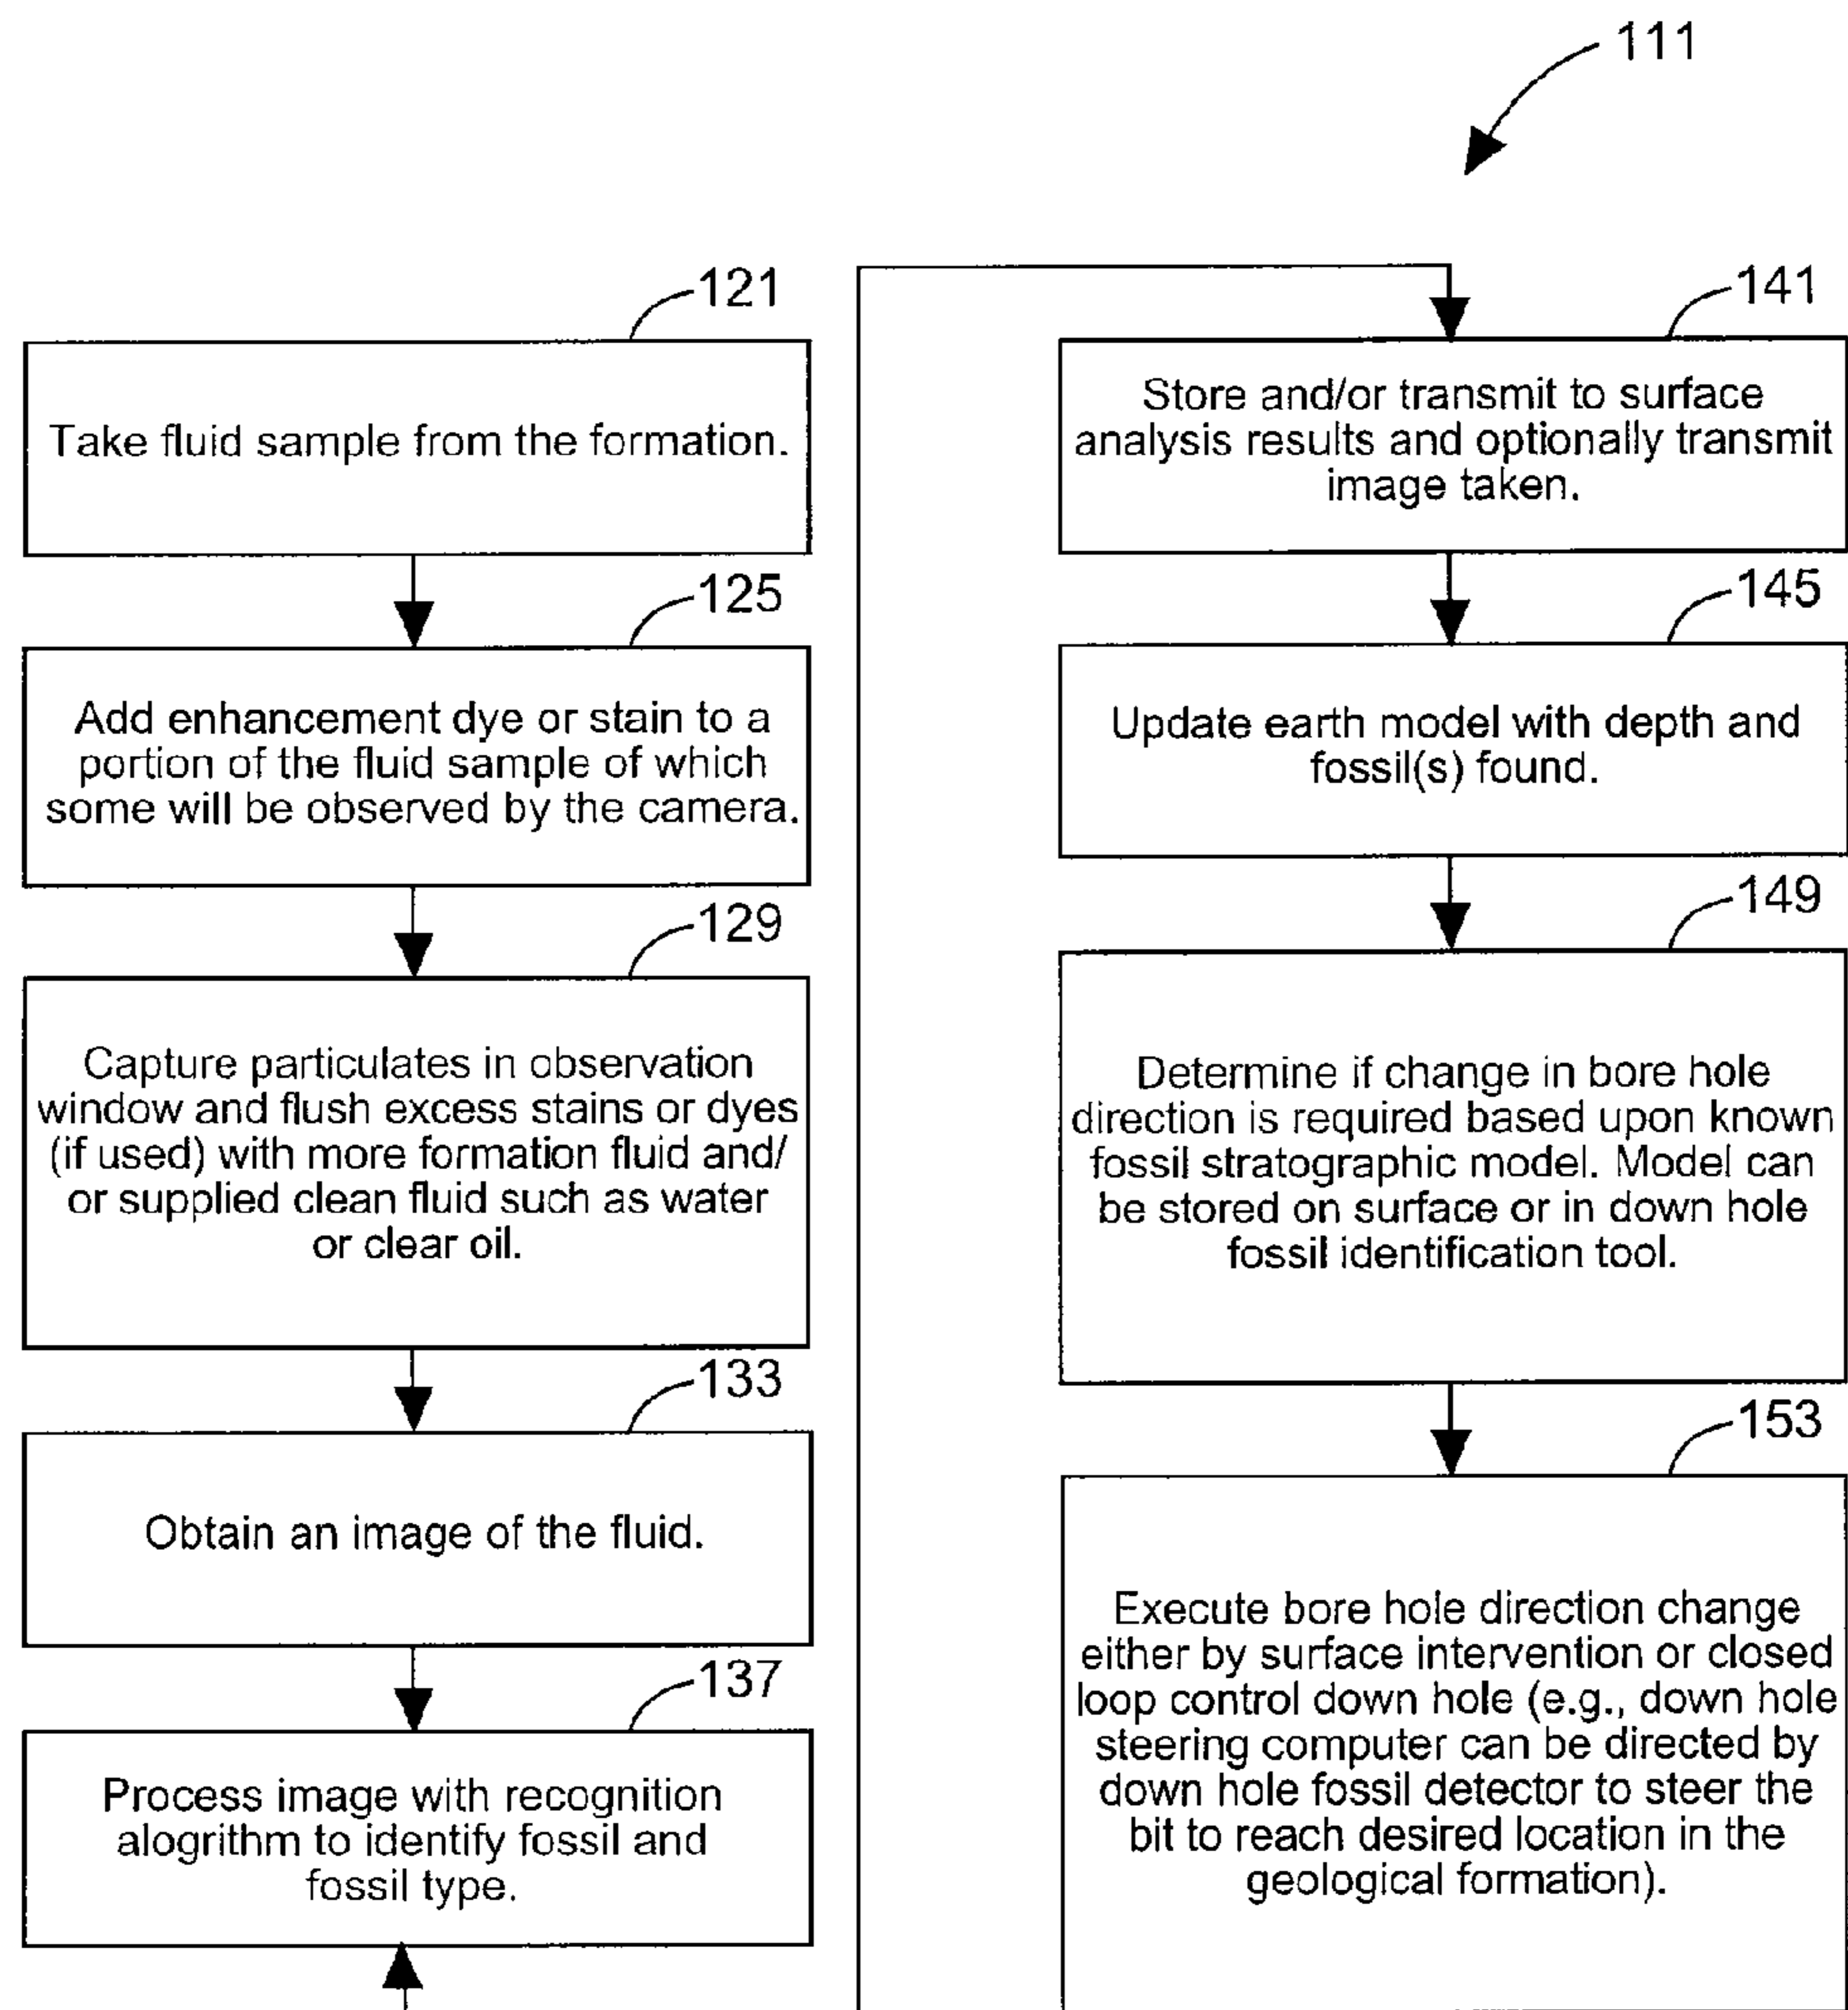 111
121
Take fluid sample from the formation.
125
Add enhancement dye or stain to a
portion of the fluid sample of which
some will be observed by the camera.
129
Capture particulates in observation
window and flush excess stains or dyes
(if used) with more formation fluid and/
or supplied clean fluid such as water
or clear oil.
133
Obtain an image of the fluid.
137
Process image with recognition
alogrithm to identify fossil and
fossil type.
141
Store and/or transmit to surface
analysis results and optionally transmit
image taken.
145
Update earth model with depth and
fossil(s) found.
149
Determine if change in bore hole
direction is required based upon known
fossil stratographic model. Model can
be stored on surface or in down hole
fossil identification tool.
153
Execute bore hole direction change
either by surface intervention or closed
loop control down hole (e.g., down hole
steering computer can be directed by
down hole fossil detector to steer the
bit to reach desired location in the
geological formation).